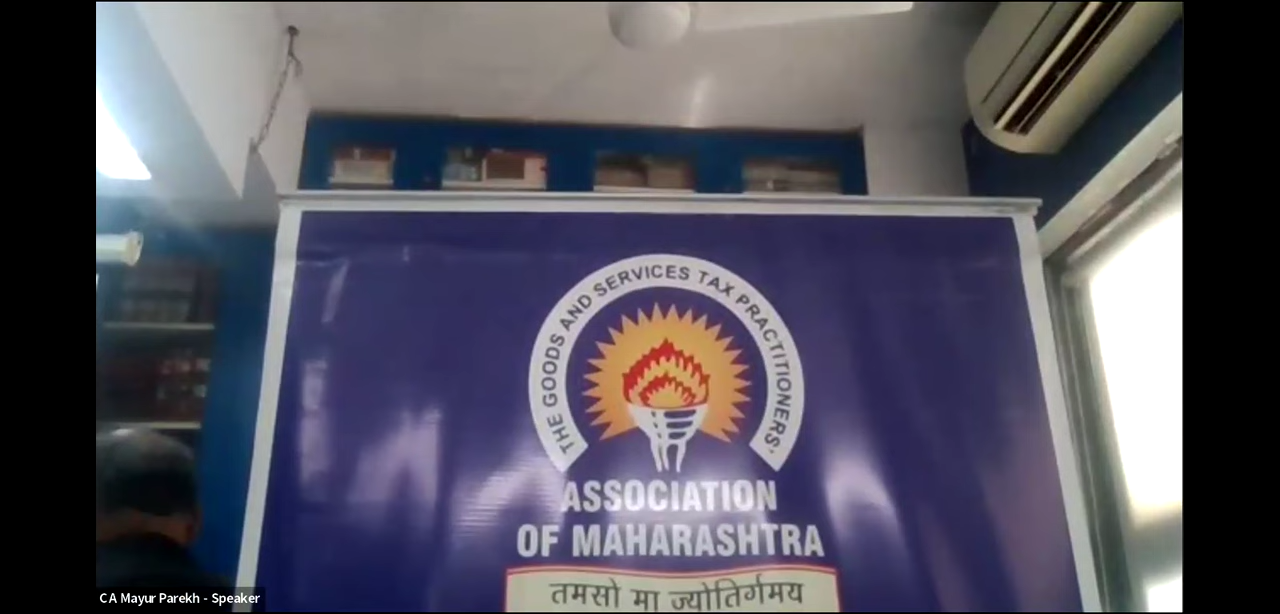 THE GOODS AND SERVICES TAX PRACTITIONERS'
ASSOCIATION
OF MAHARASHTRA
तमसो मा ज्योतिर्गमय
CA Mayur Parekh - Speaker